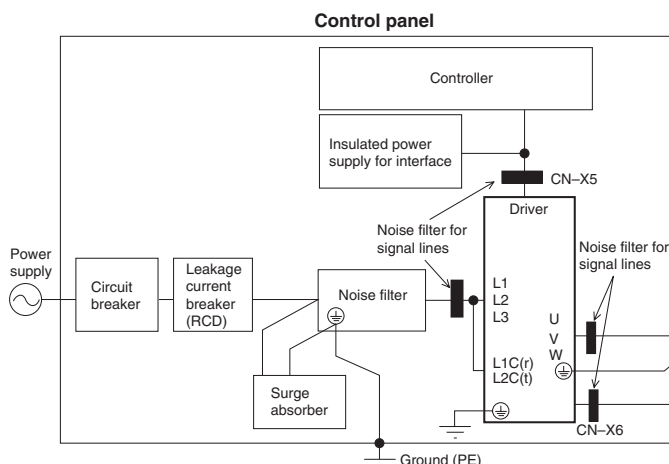 Control panel
Controller
Insulated power
supply for interface
CN–X5
Driver
Noise filter for
signal lines
Noise filter for
signal lines
Power
supply
Circuit
breaker
Leakage
current
breaker
(RCD)
Noise filter
L1
L2
L3
U
V
W
L1C(r)
L2C(t)
Surge
absorber
CN–X6
Ground (PE)